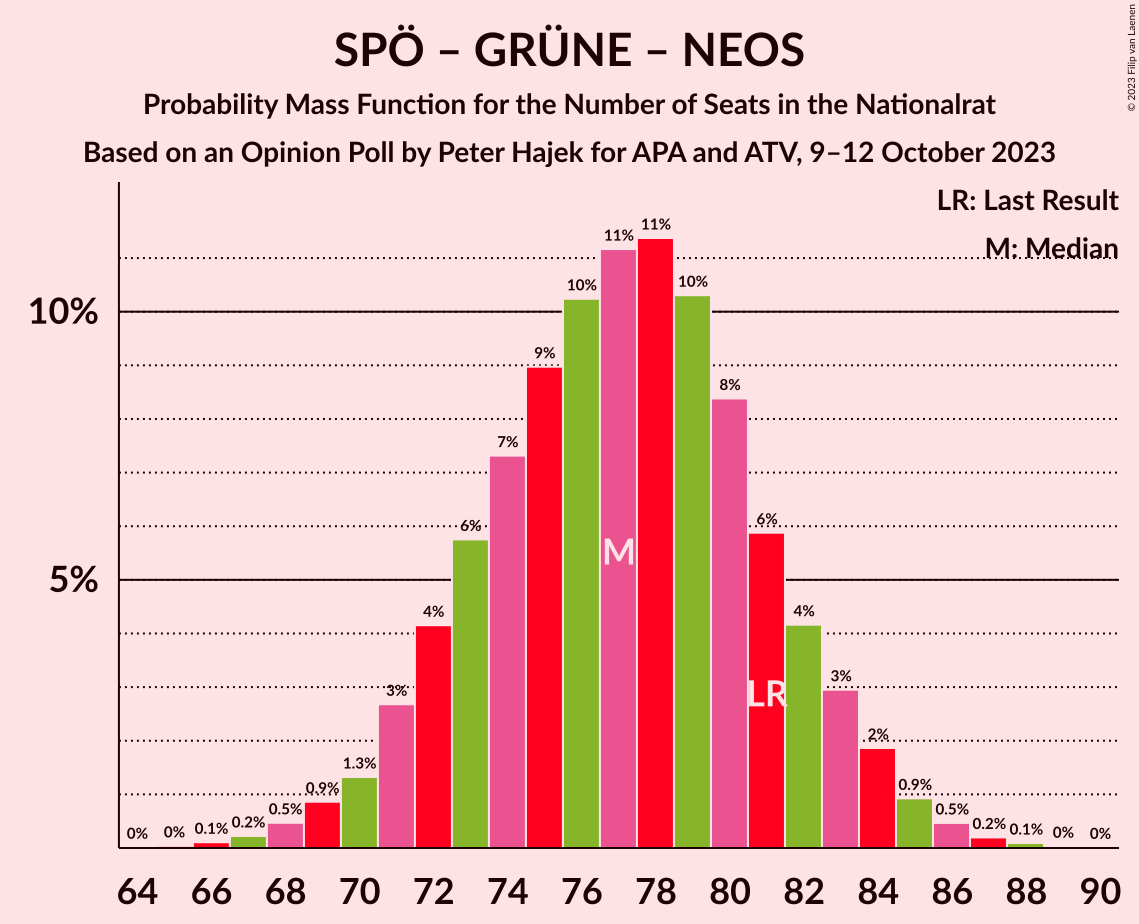 SPÖ – GRÜNE – NEOS
Probability Mass Function for the Number of Seats in the Nationalrat
Based on an Opinion Poll by Peter Hajek for APA and ATV, 9–12 October 2023
© 2023 Filip van Laenen
LR: Last Result
M: Median
10%
5%
0% 0% 0.1% 0.2% 0.5% 0.9% 1.3% 3% 4% 6% 7% 9% 10% 11% 11% 10% 8% 6% 4% 3% 2% 0.9% 0.5% 0.2% 0.1% 0% 0%
M
LR
64 66 68 70 72 74 76 78 80 82 84 86 88 90